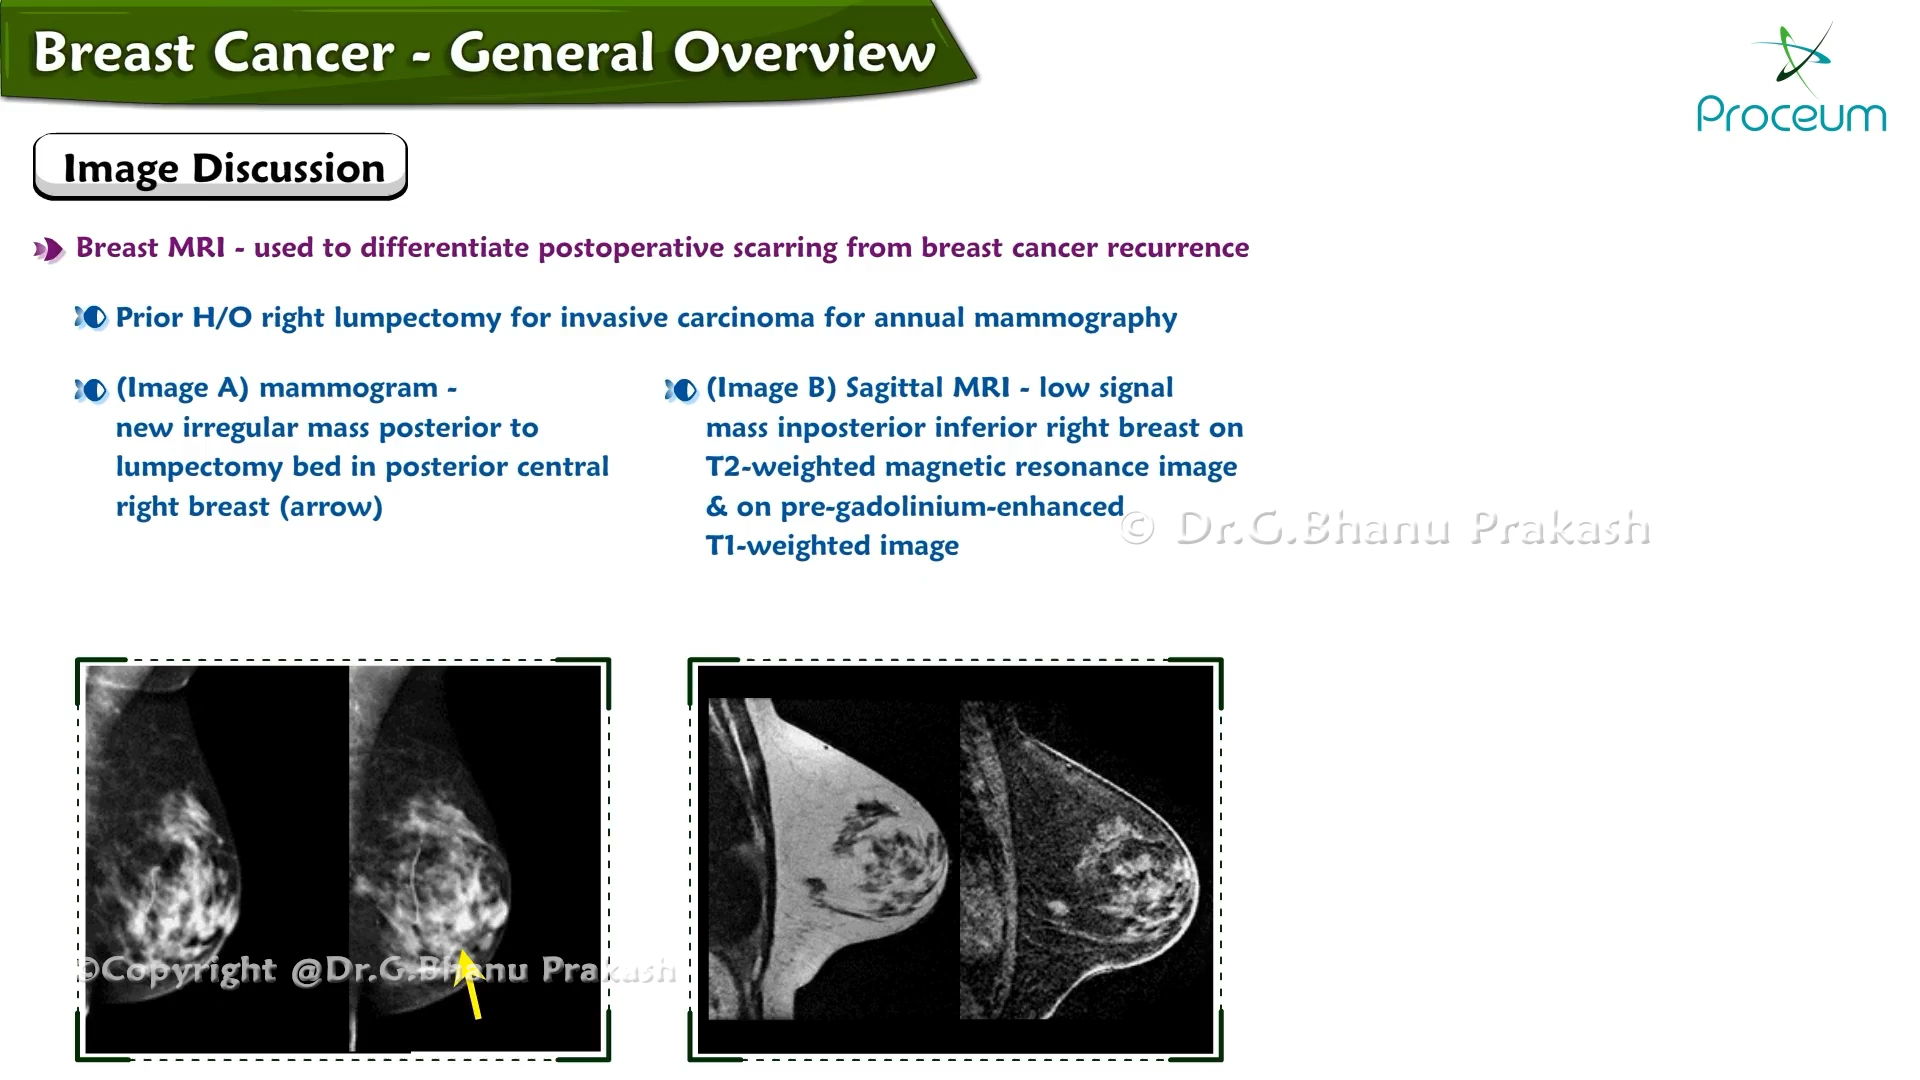 Breast Cancer - General Overview
Proceum
Image Discussion
Breast MRI - used to differentiate postoperative scarring from breast cancer recurrence
Prior H/O right lumpectomy for invasive carcinoma for annual mammography
(Image A) mammogram -
new irregular mass posterior to
lumpectomy bed in posterior central
right breast (arrow)
(Image B) Sagittal MRI - low signal
mass inposterior inferior right breast on
T2-weighted magnetic resonance image
& on pre-gadolinium-enhanced
T1-weighted image
© Dr.G.Bhanu Prakash
©Copyright @Dr.G.Bhanu Prakash